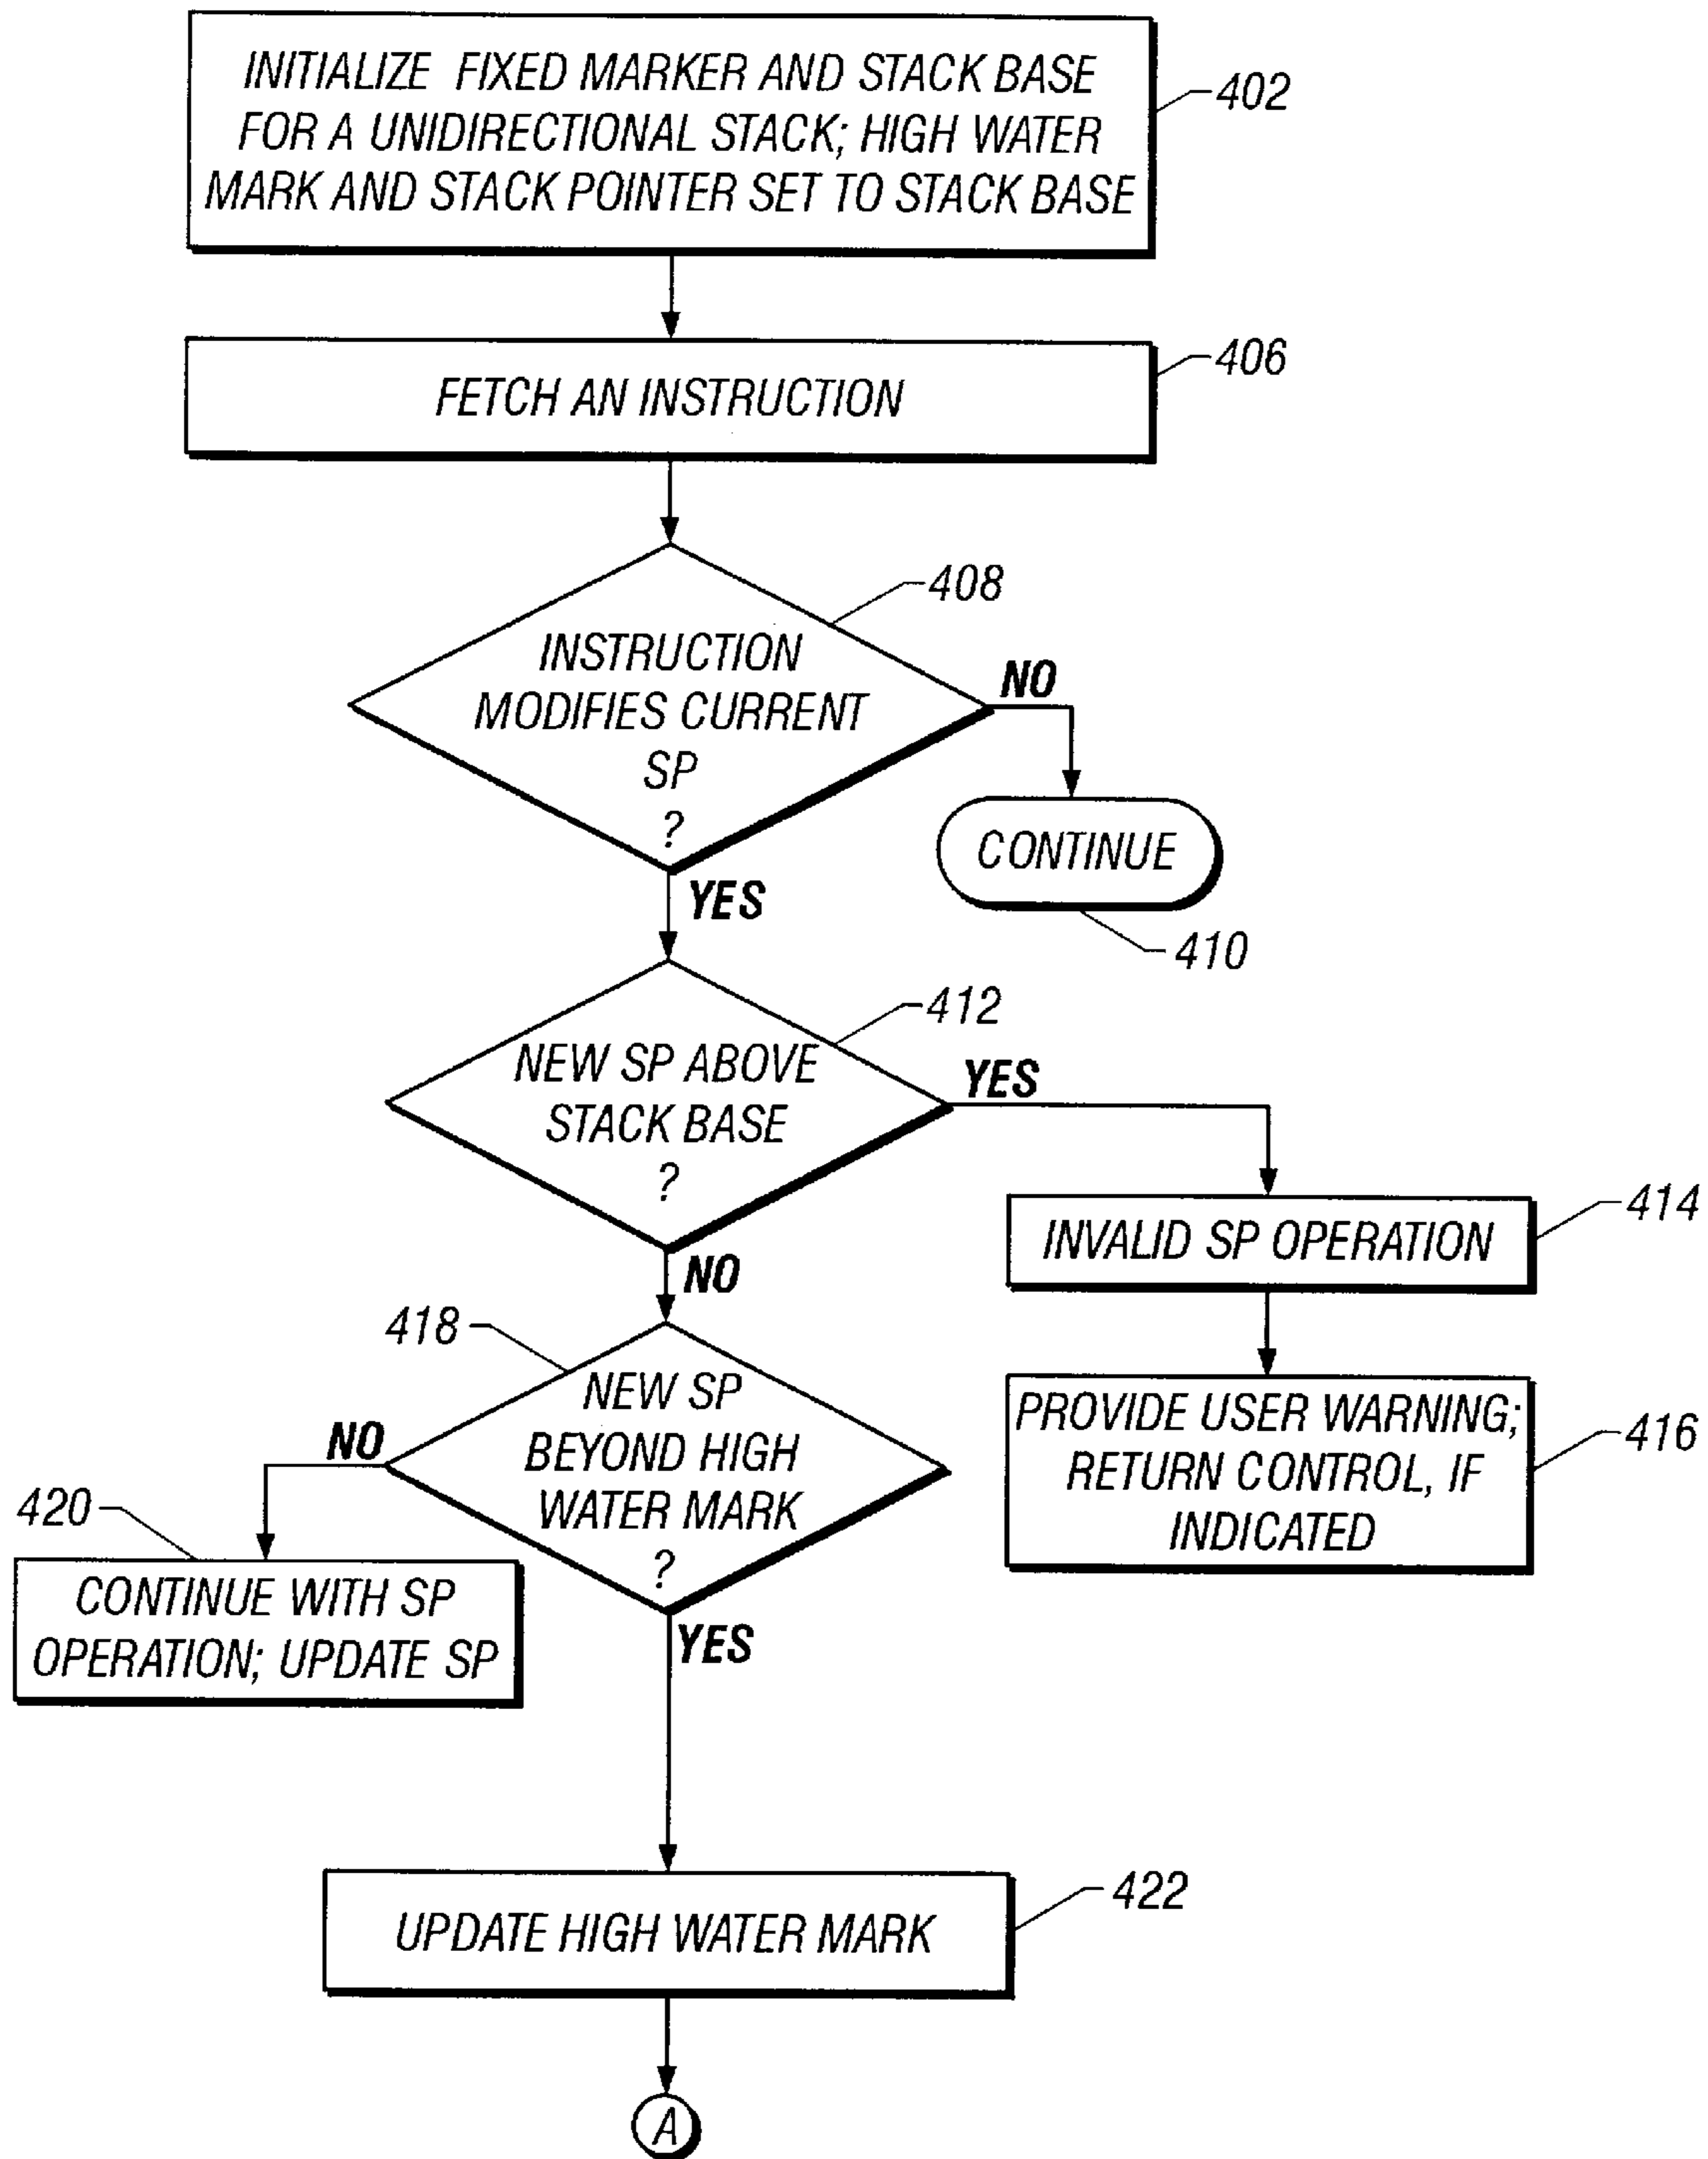 INITIALIZE FIXED MARKER AND STACK BASE
FOR A UNIDIRECTIONAL STACK; HIGH WATER
MARK AND STACK POINTER SET TO STACK BASE
402
FETCH AN INSTRUCTION
406
408
INSTRUCTION
MODIFIES CURRENT
SP
?
NO
CONTINUE
410
YES
412
NEW SP ABOVE
STACK BASE
?
YES
414
INVALID SP OPERATION
NO
418
NEW SP
BEYOND HIGH
WATER MARK
?
PROVIDE USER WARNING;
RETURN CONTROL, IF
INDICATED
416
NO
420
CONTINUE WITH SP
OPERATION; UPDATE SP
YES
422
UPDATE HIGH WATER MARK
A